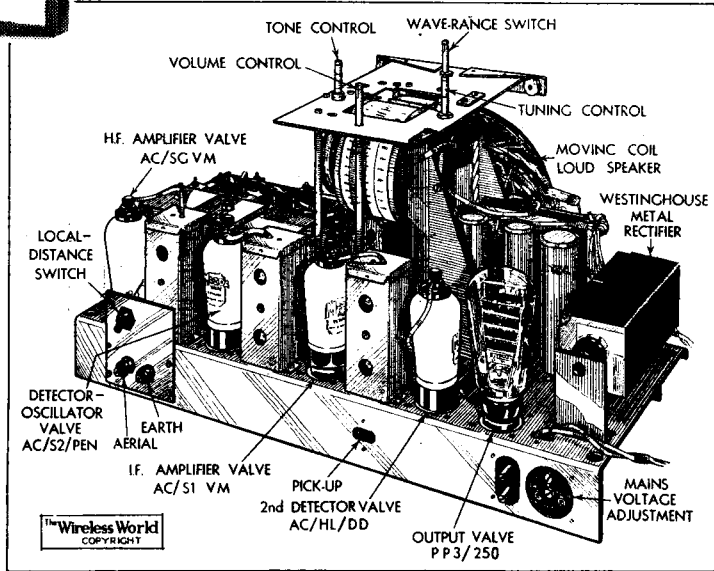 TONE CONTROL
WAVE-RANGE SWITCH
VOLUME CONTROL
TUNING CONTROL
H.F. AMPLIFIER VALVE
AC/SG VM
MOVING COIL
LOUD SPEAKER
WESTINGHOUSE
METAL
RECTIFIER
LOCAL-
DISTANCE
SWITCH
DETECTOR-
OSCILLATOR
VALVE
AC/S2/PEN
EARTH
AERIAL
I.F. AMPLIFIER VALVE
AC/S1 VM
PICK-UP
2nd DETECTOR VALVE
AC/HL/DD
OUTPUT VALVE
PP3/250
MAINS
VOLTAGE
ADJUSTMENT
The Wireless World
COPYRIGHT